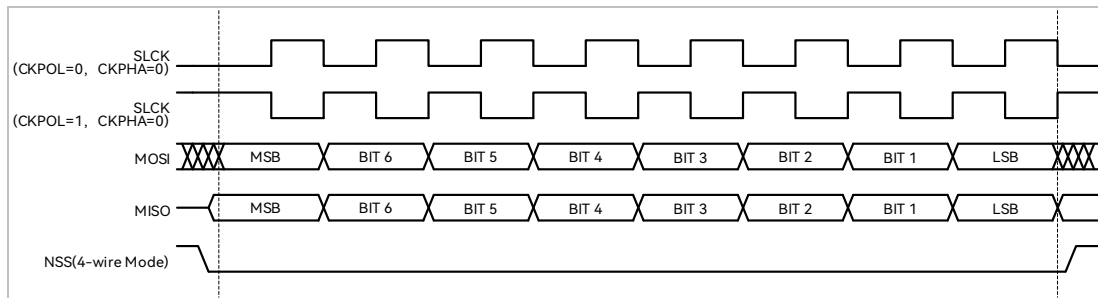 SLCK
(CKPOL=0, CKPHA=0)
SLCK
(CKPOL=1, CKPHA=0)
MOSI MSB BIT 6 BIT 5 BIT 4 BIT 3 BIT 2 BIT 1 LSB
MISO MSB BIT 6 BIT 5 BIT 4 BIT 3 BIT 2 BIT 1 LSB
NSS(4-wire Mode)